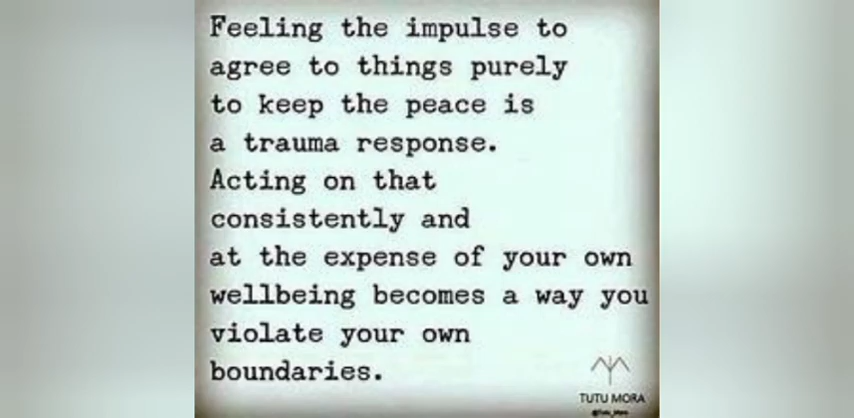 Feeling the impulse to
agree to things purely
to keep the peace is
a trauma response.
Acting on that
consistently and
at the expense of your own
wellbeing becomes a way you
violate your own
boundaries.
TUTU MORA